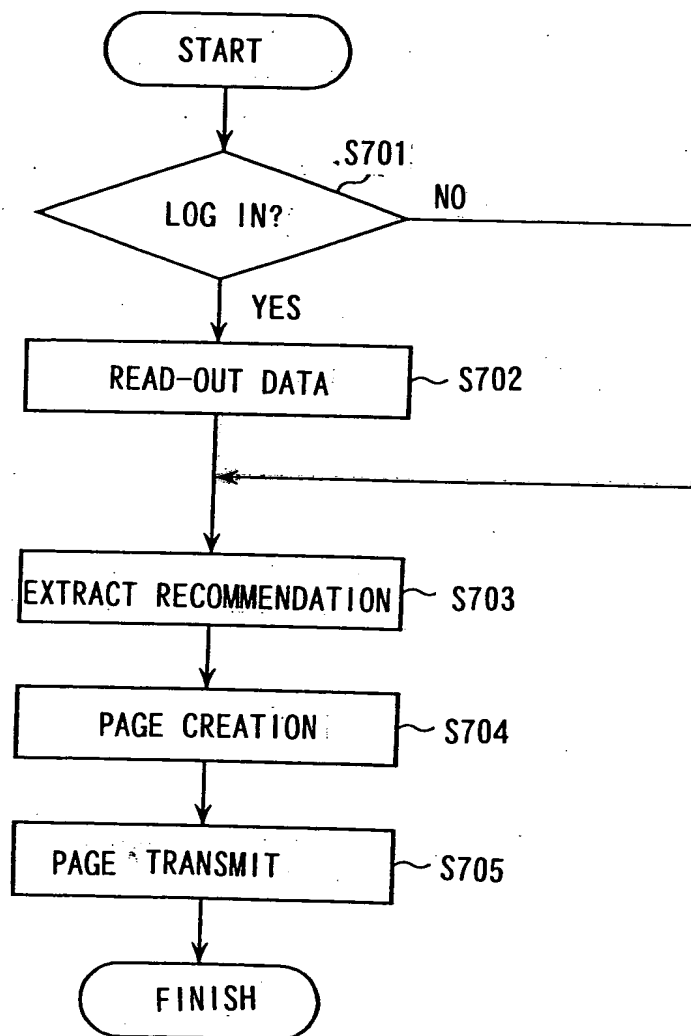 START
S701
LOG IN?
NO
YES
READ-OUT DATA
S702
EXTRACT RECOMMENDATION
S703
PAGE CREATION
S704
PAGE TRANSMIT
S705
FINISH